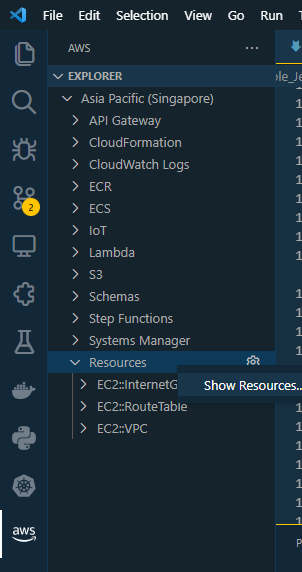 File Edit Selection View Go Run
AWS
EXPLORER
Asia Pacific (Singapore)
API Gateway
CloudFormation
CloudWatch Logs
ECR
ECS
IoT
Lambda
S3
Schemas
Step Functions
Systems Manager
Resources
EC2::InternetG
Show Resources...
EC2::RouteTable
EC2::VPC
2
aws